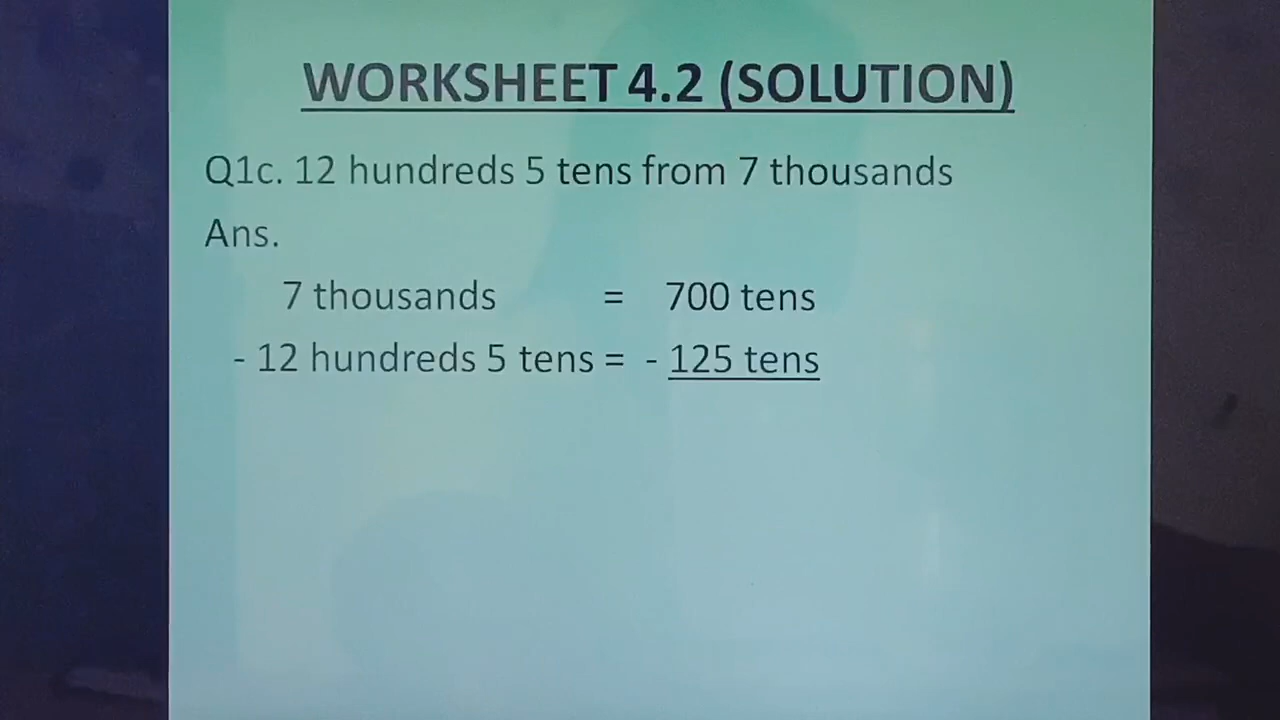 WORKSHEET 4.2 (SOLUTION)
Q1c. 12 hundreds 5 tens from 7 thousands
Ans.
7 thousands = 700 tens
- 12 hundreds 5 tens = - 125 tens